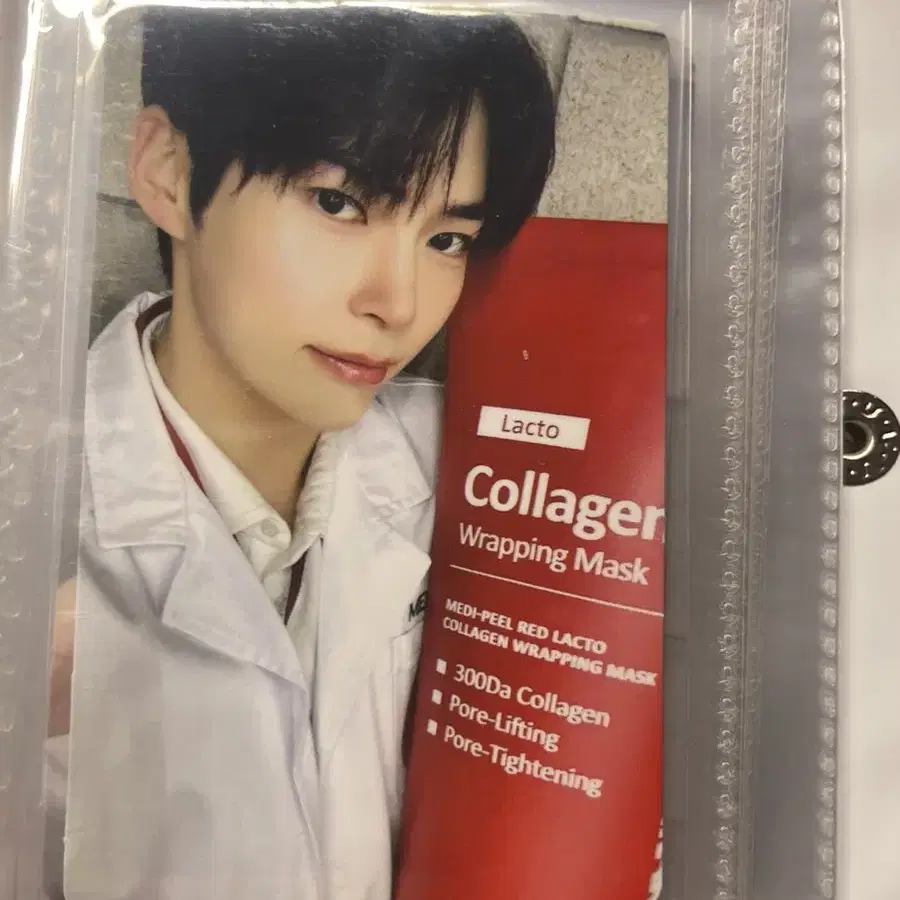 Lacto
Collagen
Wrapping Mask
MEDI-PEEL RED LACTO
COLLAGEN WRAPPING MASK
300Da Collagen
Pore-Lifting
Pore-Tightening